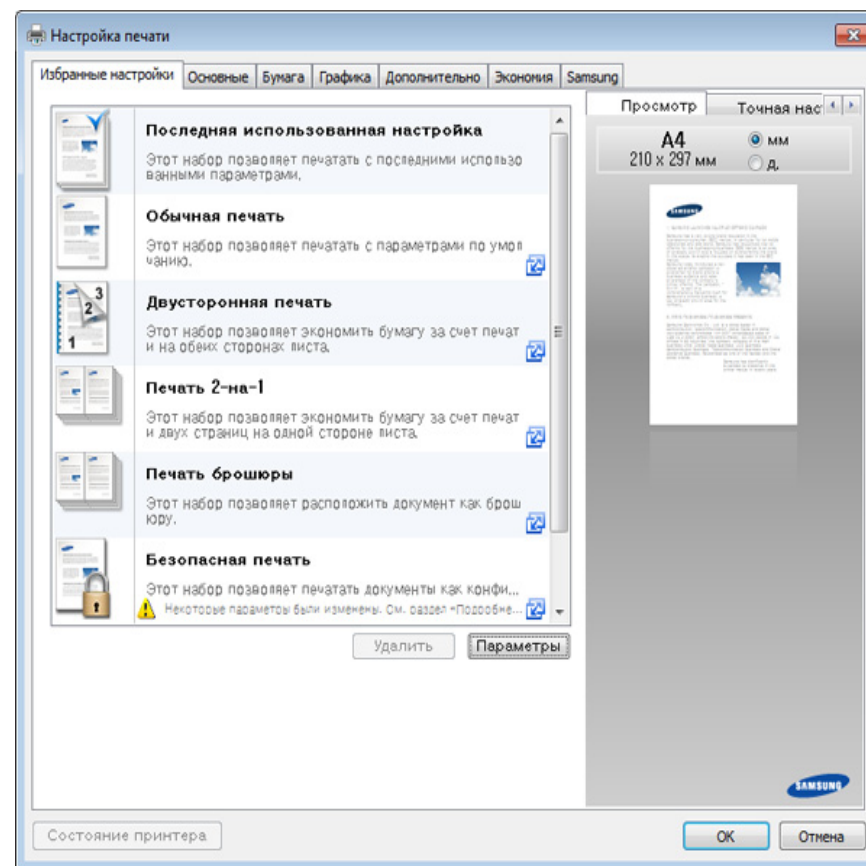 Настройка печати
Избранные настройки Основные Бумага Графика Дополнительно Экономия Samsung
Последняя использованная настройка
Этот набор позволяет печатать с последними использо
ванными параметрами.
Обычная печать
Этот набор позволяет печатать с параметрами по умол
чанию.
3
2
1
Двусторонняя печать
Этот набор позволяет экономить бумагу за счет печат
и на обеих сторонах листа.
Печать 2-на-1
Этот набор позволяет экономить бумагу за счет печат
и двух страниц на одной стороне листа.
Печать брошюры
Этот набор позволяет расположить документ как брош
юру.
Безопасная печать
Этот набор позволяет печатать документы как конфи...
Некоторые параметры были изменены. См. раздел «Подробне...
Удалить Параметры
Просмотр Точная нас
A4
210 x 297 мм
мм
д.
SAMSUNG
SAMSUNG
Состояние принтера
OK Отмена